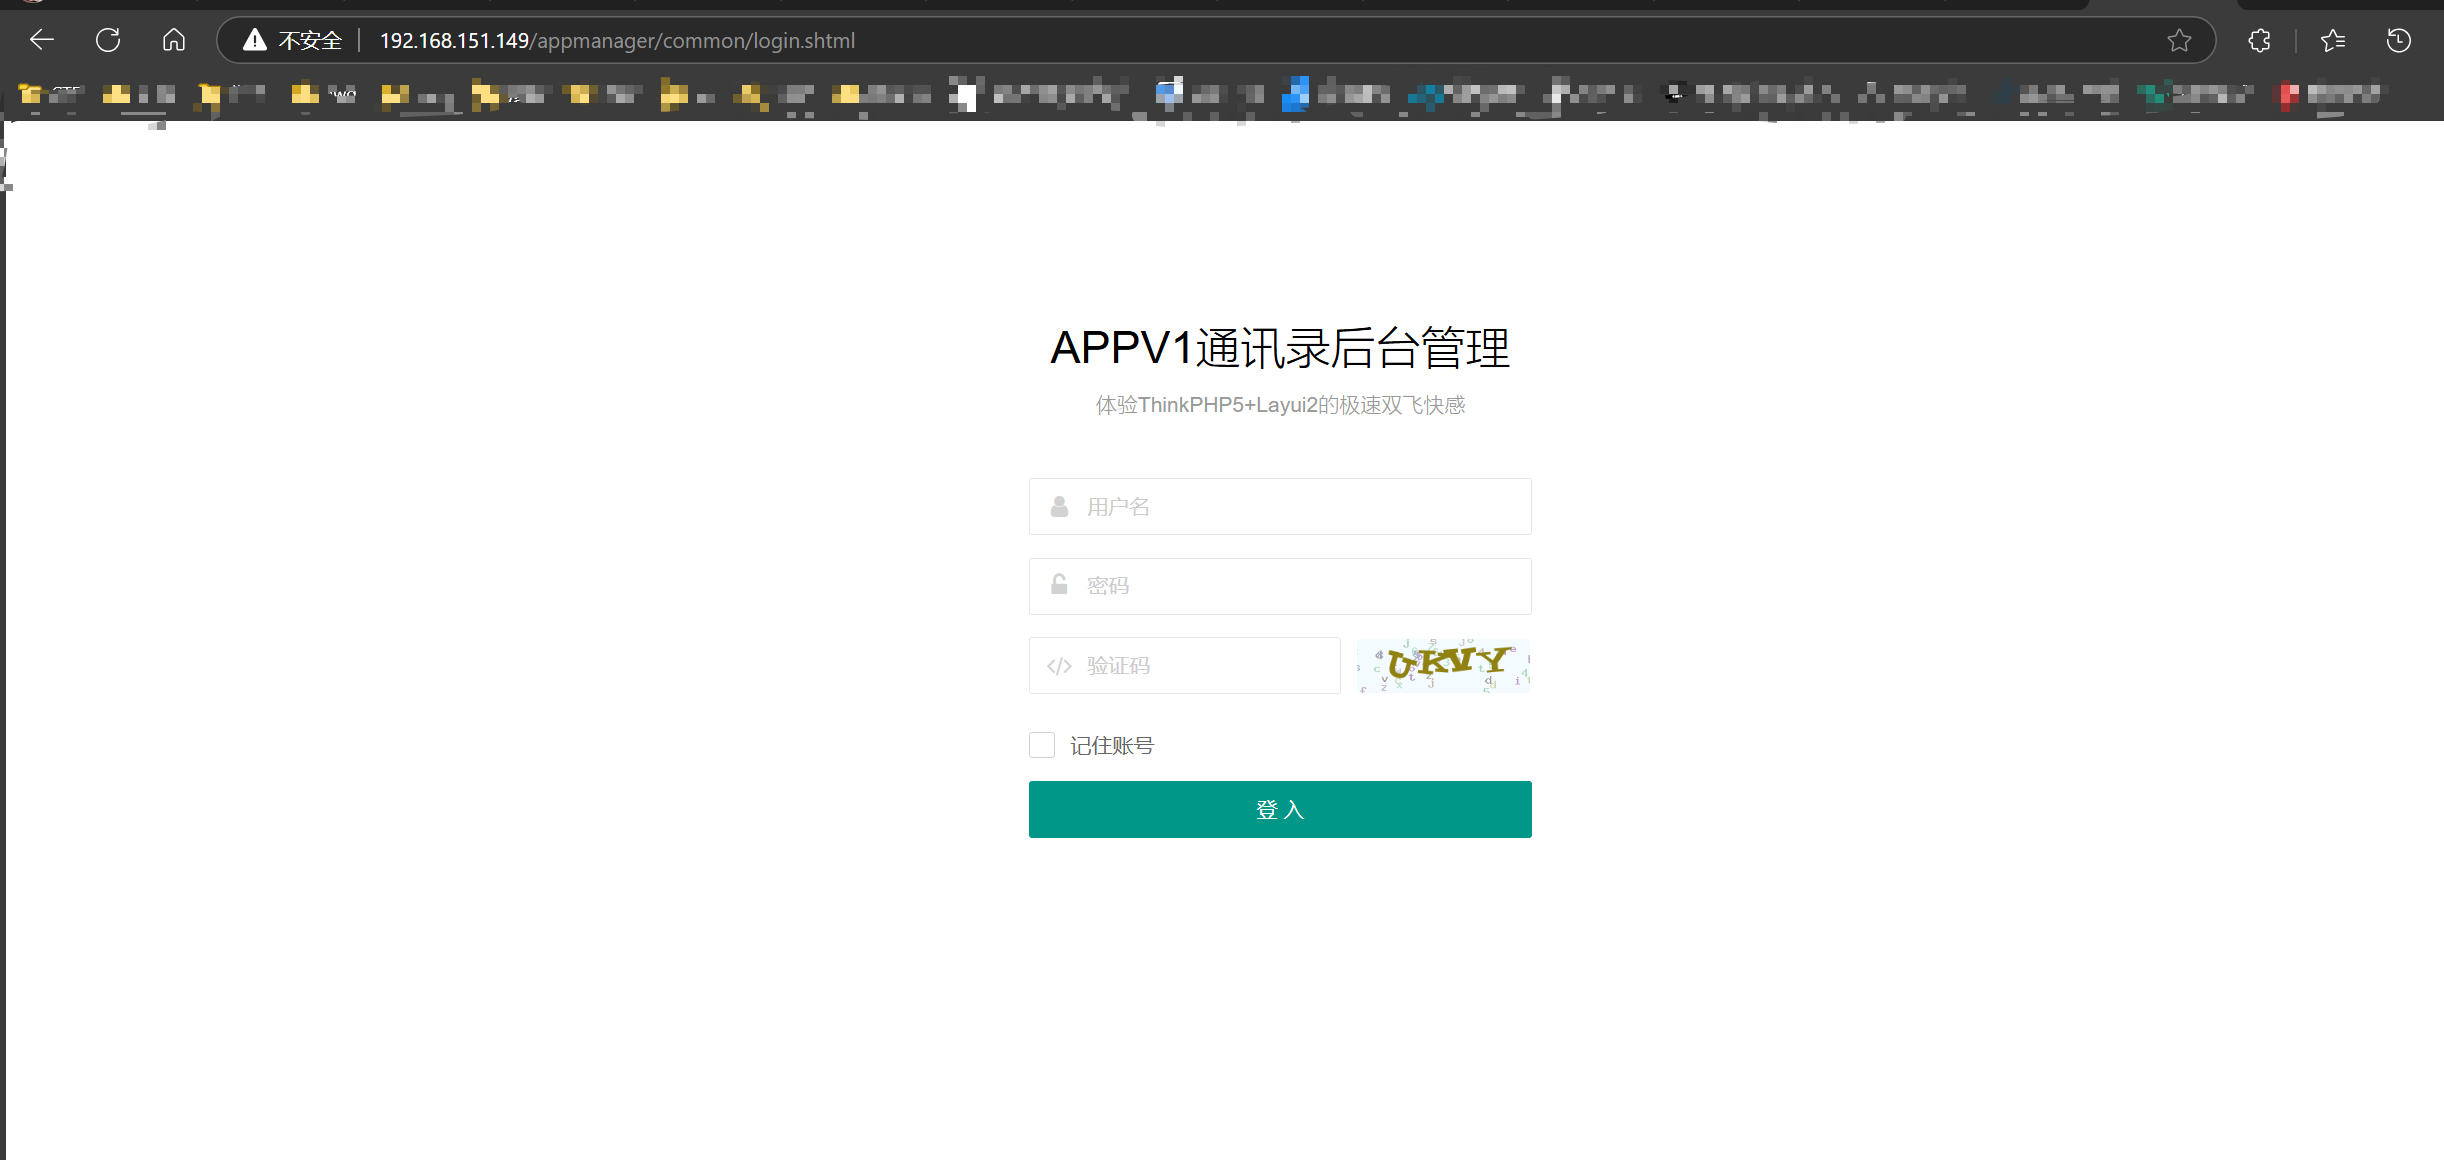 不安全 192.168.151.149/appmanager/common/login.shtml
APPV1通讯录后台管理
体验ThinkPHP5+Layui2的极速双飞快感
用户名
密码
验证码 UKVY
记住账号
登 入